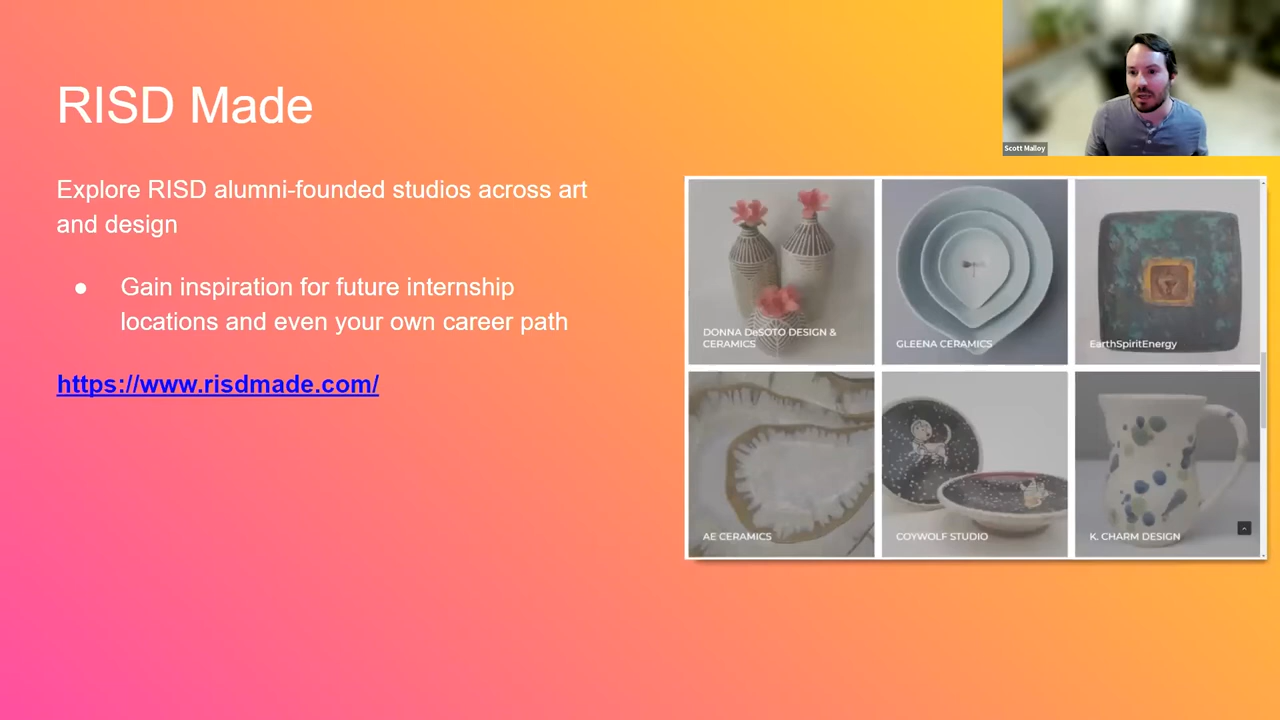 RISD Made
Scott Malloy
Explore RISD alumni-founded studios across art
and design
● Gain inspiration for future internship
locations and even your own career path
https://www.risdmade.com/
DONNA DeSOTO DESIGN &
CERAMICS
GLEENA CERAMICS
EarthSpiritEnergy
AE CERAMICS
COYWOLF STUDIO
K. CHARM DESIGN